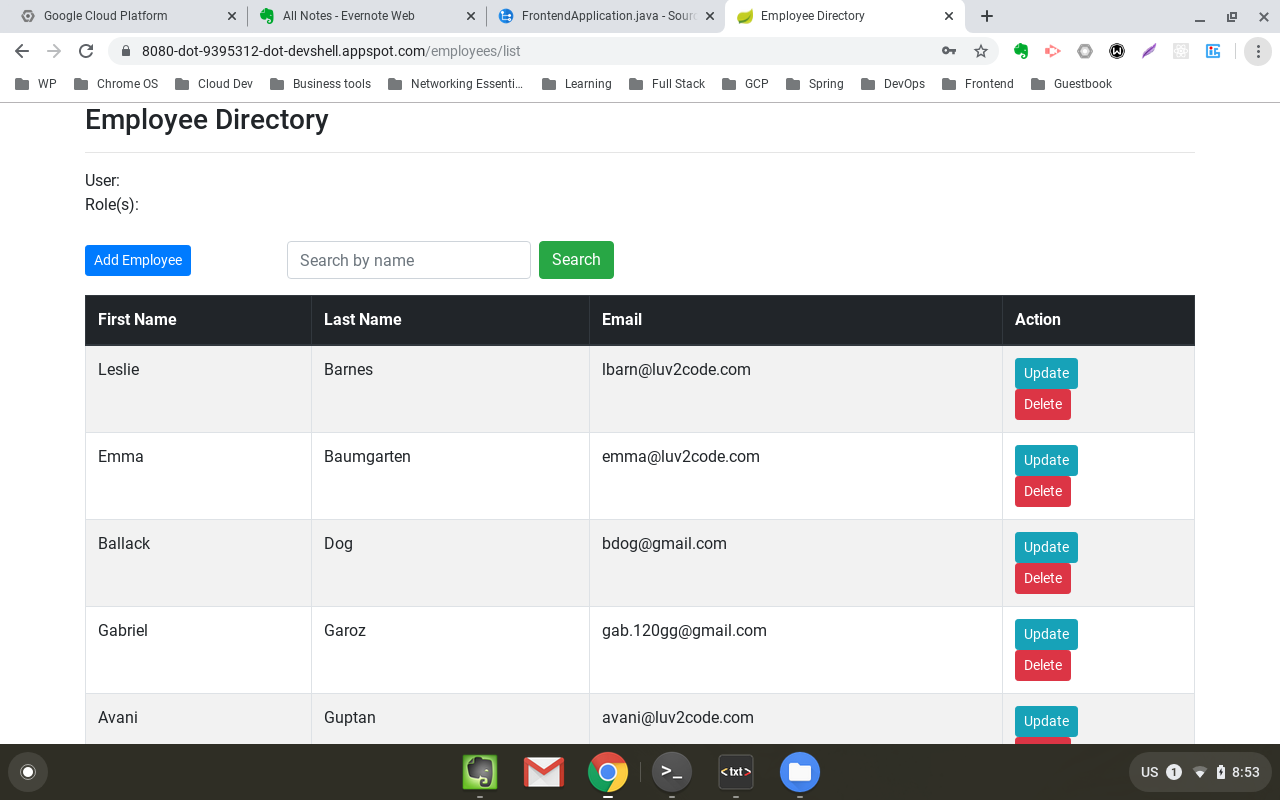 Google Cloud Platform
All Notes - Evernote Web
FrontendApplication.java - Sour
Employee Directory
8080-dot-9395312-dot-devshell.appspot.com/employees/list
WP
Chrome OS
Cloud Dev
Business tools
Networking Essenti...
Learning
Full Stack
GCP
Spring
DevOps
Frontend
Guestbook
Employee Directory
User:
Role(s):
Add Employee
Search by name
Search
First Name Last Name Email Action
Leslie Barnes lbarn@luv2code.com Update
Delete
Emma Baumgarten emma@luv2code.com Update
Delete
Ballack Dog bdog@gmail.com Update
Delete
Gabriel Garoz gab.120gg@gmail.com Update
Delete
Avani Guptan avani@luv2code.com Update
>_
<txt>
US 1 8:53